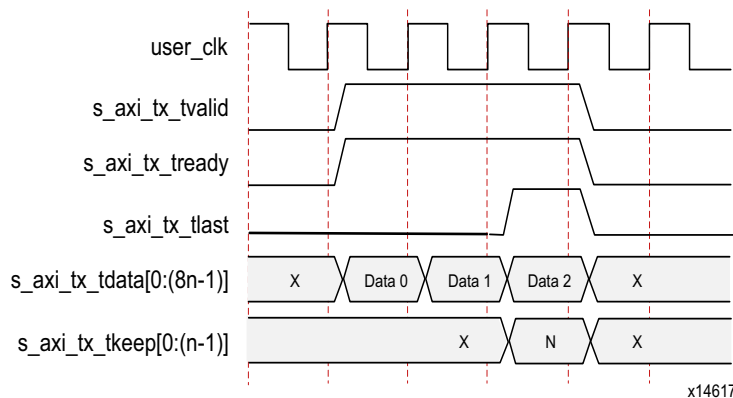 user_clk
s_axi_tx_tvalid
s_axi_tx_tready
s_axi_tx_tlast
s_axi_tx_tdata[0:(8n-1)] X Data 0 Data 1 Data 2 X
s_axi_tx_tkeep[0:(n-1)] X N X
x14617